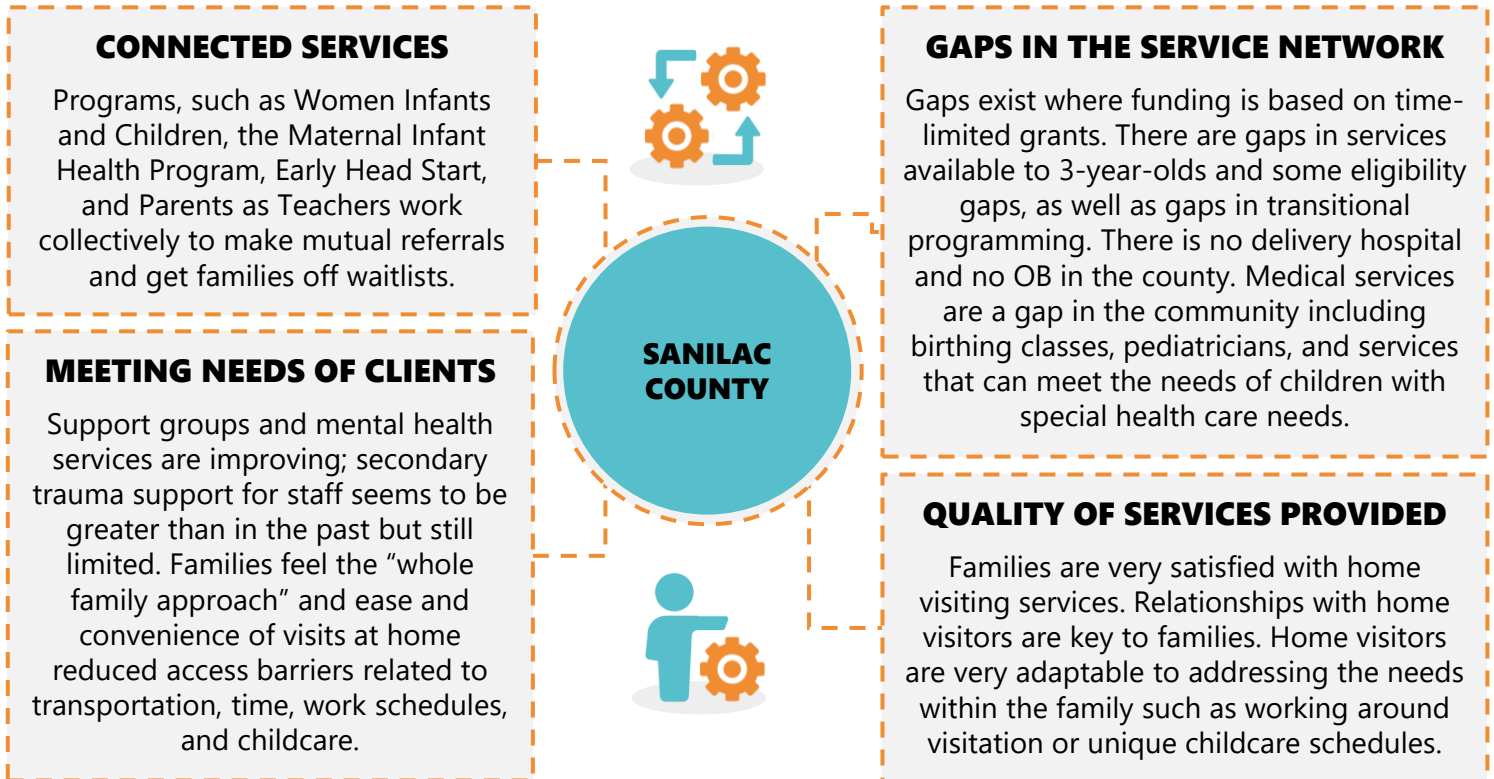 CONNECTED SERVICES
Programs, such as Women Infants
and Children, the Maternal Infant
Health Program, Early Head Start,
and Parents as Teachers work
collectively to make mutual referrals
and get families off waitlists.
MEETING NEEDS OF CLIENTS
Support groups and mental health
services are improving; secondary
trauma support for staff seems to be
greater than in the past but still
limited. Families feel the “whole
family approach” and ease and
convenience of visits at home
reduced access barriers related to
transportation, time, work schedules,
and childcare.
SANILAC
COUNTY
GAPS IN THE SERVICE NETWORK
Gaps exist where funding is based on time-
limited grants. There are gaps in services
available to 3-year-olds and some eligibility
gaps, as well as gaps in transitional
programming. There is no delivery hospital
and no OB in the county. Medical services
are a gap in the community including
birthing classes, pediatricians, and services
that can meet the needs of children with
special health care needs.
QUALITY OF SERVICES PROVIDED
Families are very satisfied with home
visiting services. Relationships with home
visitors are key to families. Home visitors
are very adaptable to addressing the needs
within the family such as working around
visitation or unique childcare schedules.